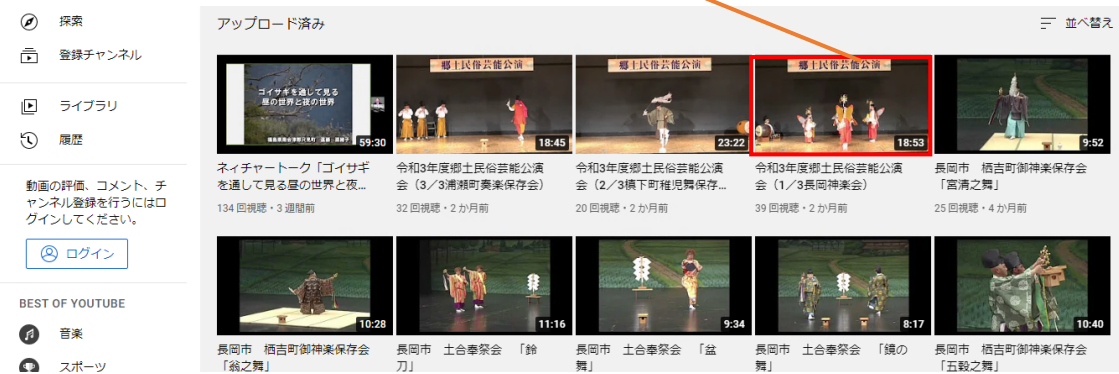 探索
登録チャンネル
ライブラリ
履歴
動画の評価、コメント、チ
ャンネル登録を行うにはロ
グインしてください。
ログイン
BEST OF YOUTUBE
音楽
スポーツ
アップロード済み
並べ替え
ゴイサギを通して見る
昼の世界と夜の世界
59:30
ネイチャートーク「ゴイサギ
を通して見る昼の世界と夜...
134 回視聴・3 週間前
郷土民俗芸能公演
18:45
令和3年度郷土民俗芸能公演
会（3／3浦瀬町奏楽保存会）
32 回視聴・2 か月前
郷土民俗芸能公演
23:22
令和3年度郷土民俗芸能公演
会（2／3槙下町稚児舞保存...
20 回視聴・2 か月前
郷土民俗芸能公演
18:53
令和3年度郷土民俗芸能公演
会（1／3長岡神楽会）
39 回視聴・2 か月前
9:52
長岡市　栖吉町御神楽保存会
「宮清之舞」
25 回視聴・4 か月前
10:28
長岡市　栖吉町御神楽保存会
「翁之舞」
11:16
長岡市　土合奉祭会　「鈴
刀」
9:34
長岡市　土合奉祭会　「盆
舞」
8:17
長岡市　土合奉祭会　「鏡の
舞」
10:40
長岡市　栖吉町御神楽保存会
「五穀之舞」